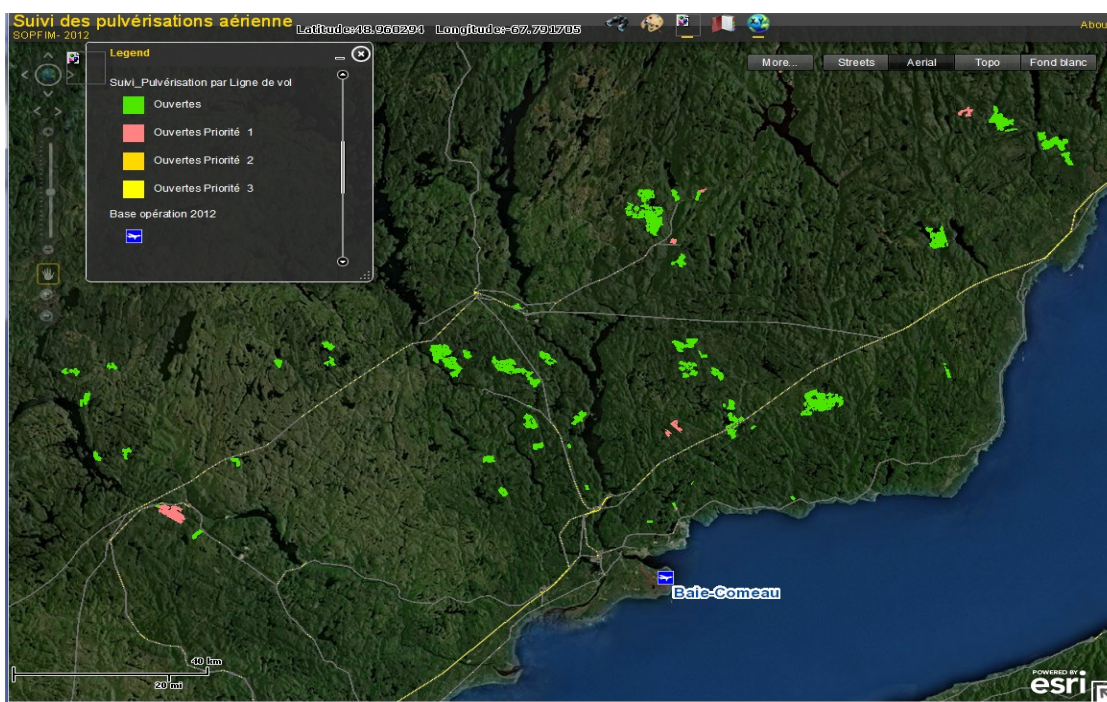 Suivi des pulvérisations aérienne
SOPFIM- 2012
Latitude:48.960294 Longitude:-67.791705
Abou
Legend
Suivi_Pulvérisation par Ligne de vol
Ouvertes
Ouvertes Priorité 1
Ouvertes Priorité 2
Ouvertes Priorité 3
Base opération 2012
More...
Streets
Aerial
Topo
Fond blanc
Baie-Comeau
40 km
20 mi
POWERED BY
esri